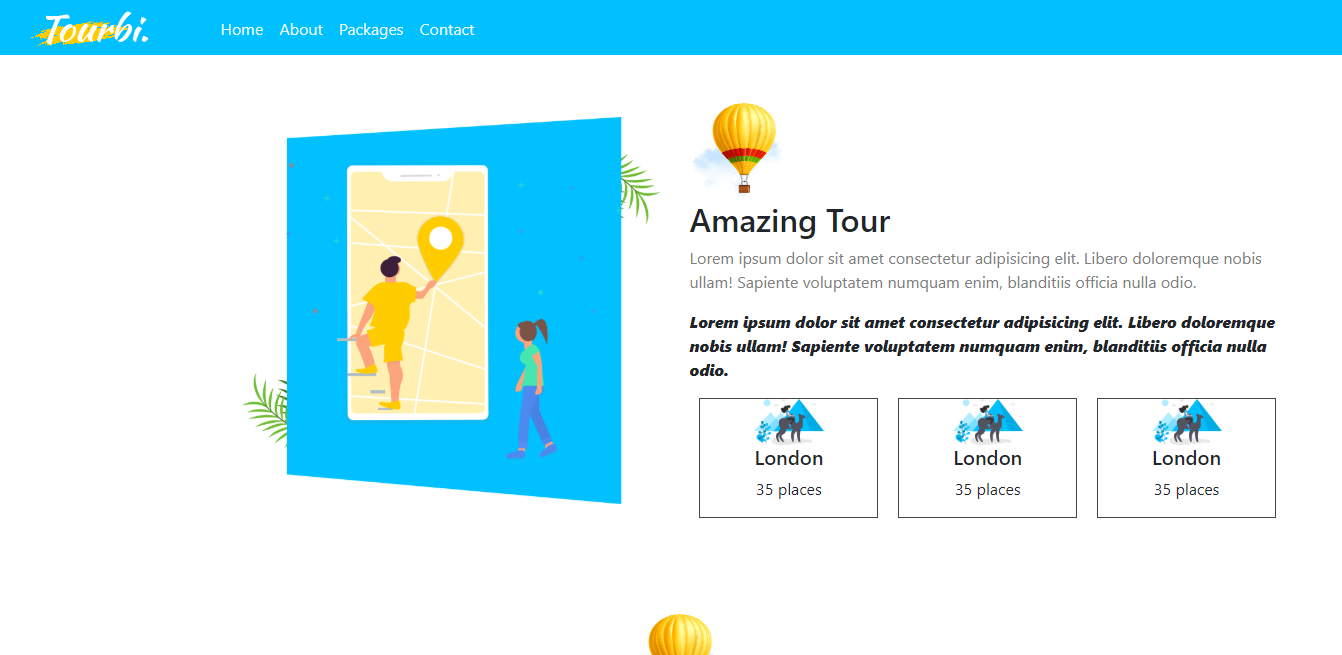 Tourbi.
Home About Packages Contact
Amazing Tour
Lorem ipsum dolor sit amet consectetur adipisicing elit. Libero doloremque nobis
ullam! Sapiente voluptatem numquam enim, blanditiis officia nulla odio.
Lorem ipsum dolor sit amet consectetur adipisicing elit. Libero doloremque
nobis ullam! Sapiente voluptatem numquam enim, blanditiis officia nulla
odio.
London London London
35 places 35 places 35 places